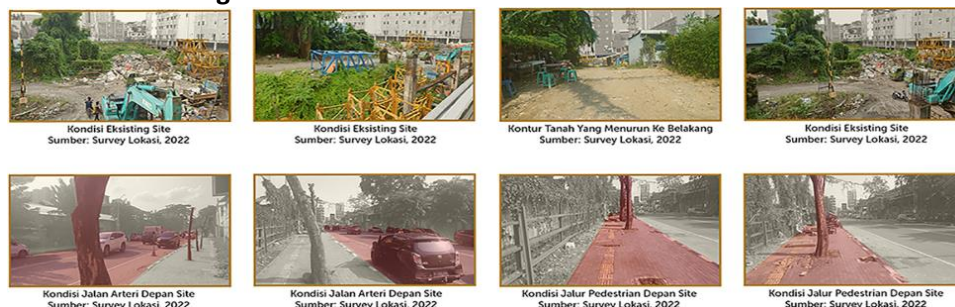 Kondisi Eksisting Site
Sumber: Survey Lokasi, 2022
Kondisi Eksisting Site
Sumber: Survey Lokasi, 2022
Kontur Tanah Yang Menurun Ke Belakang
Sumber: Survey Lokasi, 2022
Kondisi Eksisting Site
Sumber: Survey Lokasi, 2022
Kondisi Jalan Arteri Depan Site
Sumber: Survey Lokasi, 2022
Kondisi Jalan Arteri Depan Site
Sumber: Survey Lokasi, 2022
Kondisi Jalur Pedestrian Depan Site
Sumber: Survey Lokasi, 2022
Kondisi Jalur Pedestrian Depan Site
Sumber: Survey Lokasi, 2022